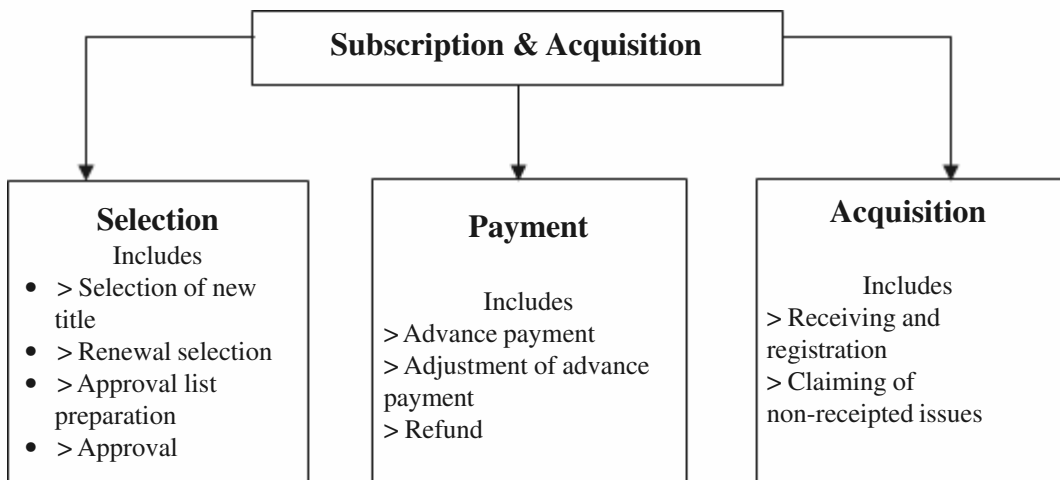 Subscription & Acquisition
Selection
Includes
• > Selection of new
title
• > Renewal selection
• > Approval list
preparation
• > Approval
Payment
Includes
> Advance payment
> Adjustment of advance
payment
> Refund
Acquisition
Includes
> Receiving and
registration
> Claiming of
non-receipted issues